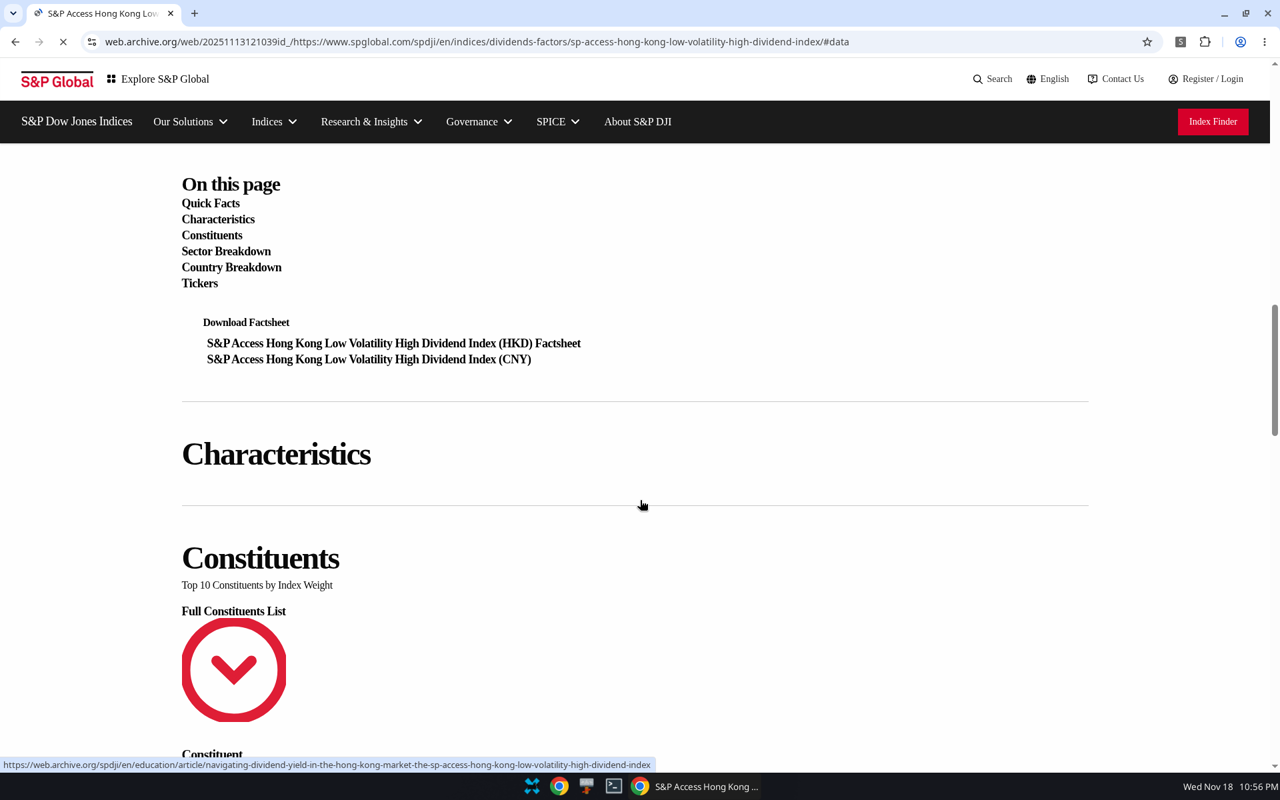 S&P Access Hong Kong Low
web.archive.org/web/20251113121039id_/https://www.spglobal.com/spdji/en/indices/dividends-factors/sp-access-hong-kong-low-volatility-high-dividend-index/#data
S
S&P Global
Explore S&P Global
Search
English
Contact Us
Register / Login
S&P Dow Jones Indices
Our Solutions
Indices
Research & Insights
Governance
SPICE
About S&P DJI
Index Finder
On this page
Quick Facts
Characteristics
Constituents
Sector Breakdown
Country Breakdown
Tickers
Download Factsheet
S&P Access Hong Kong Low Volatility High Dividend Index (HKD) Factsheet
S&P Access Hong Kong Low Volatility High Dividend Index (CNY)
Characteristics
Constituents
Top 10 Constituents by Index Weight
Full Constituents List
Constituent
https://web.archive.org/spdji/en/education/article/navigating-dividend-yield-in-the-hong-kong-market-the-sp-access-hong-kong-low-volatility-high-dividend-index
S&P Access Hong Kong ...
Wed Nov 18 10:56 PM